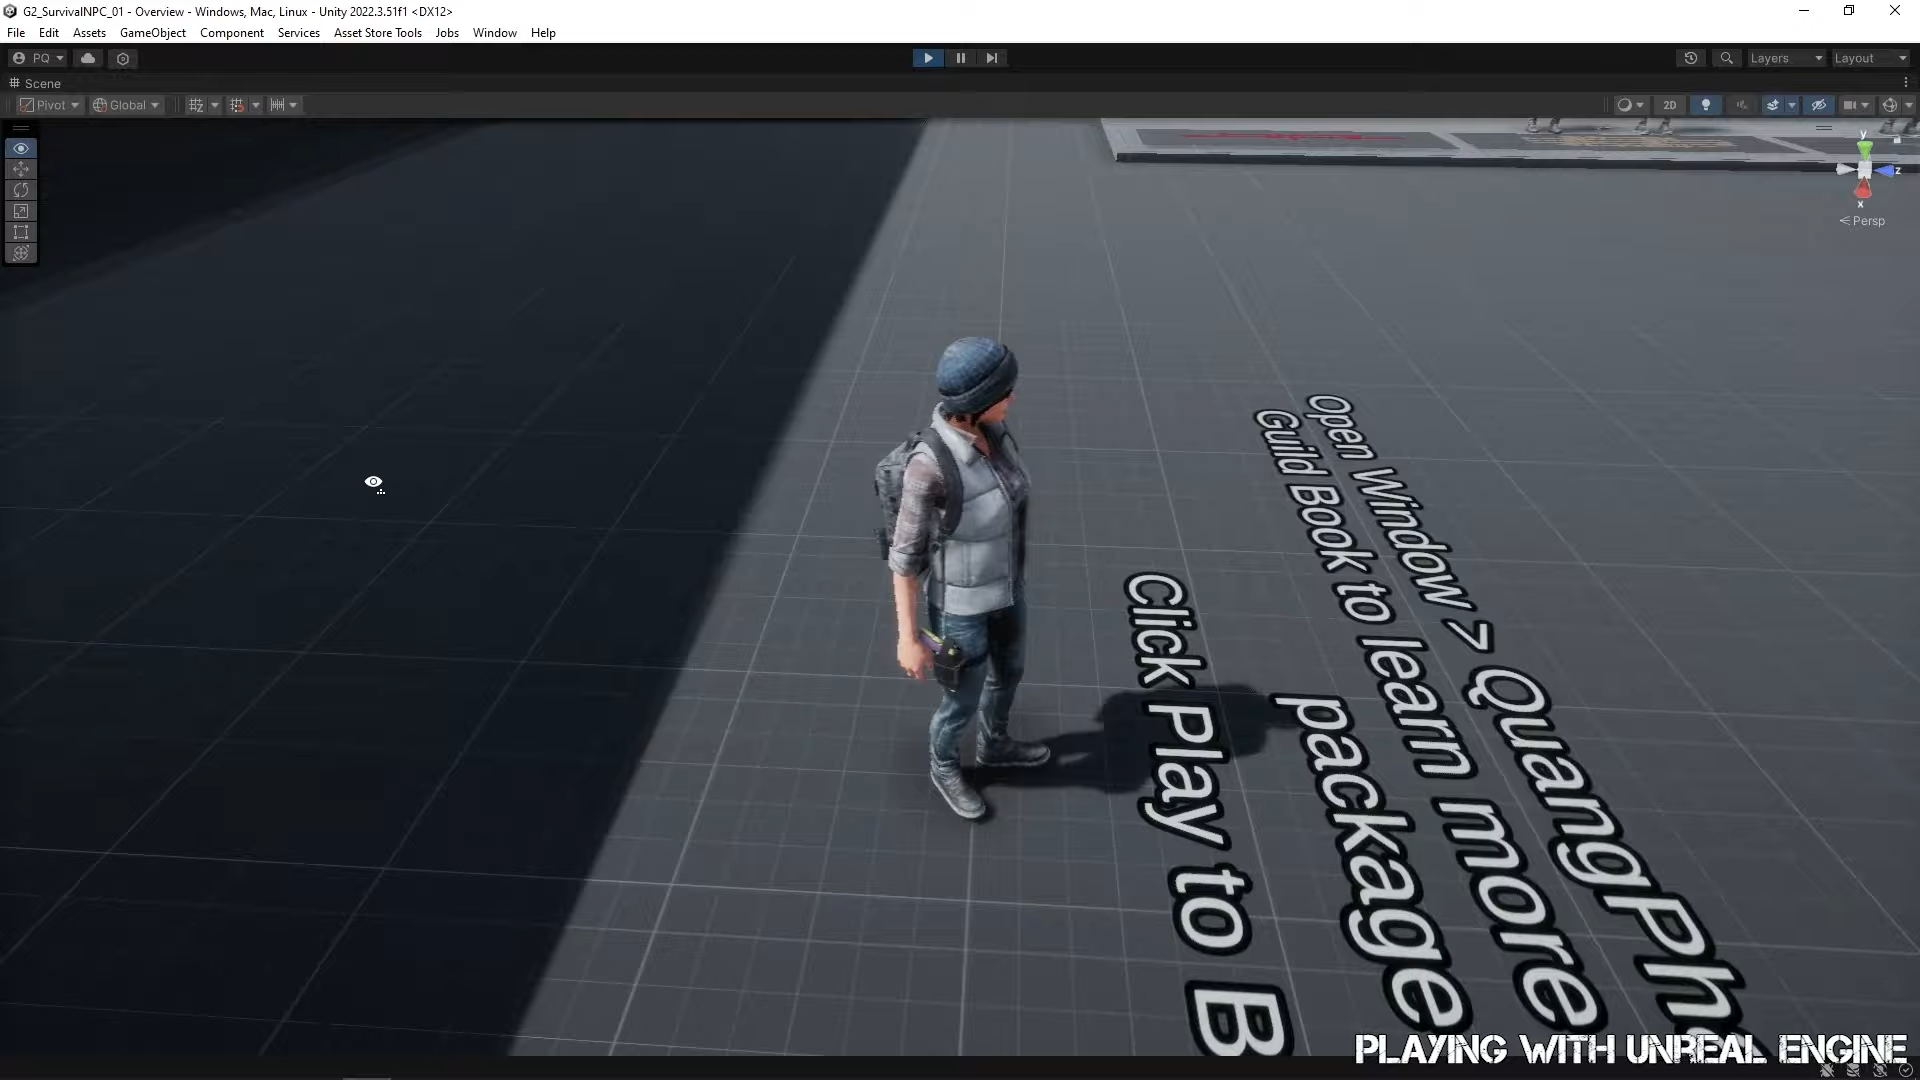 G2_SurvivalNPC_01 - Overview - Windows, Mac, Linux - Unity 2022.3.51f1 <DX12>
File Edit Assets GameObject Component Services Asset Store Tools Jobs Window Help
PQ Layers Layout
Scene
Pivot Global 2D
y
z
x
< Persp
Open Window > QuangPh
Guild Book to learn more
package
Click Play to B
PLAYING WITH UNREAL ENGINE